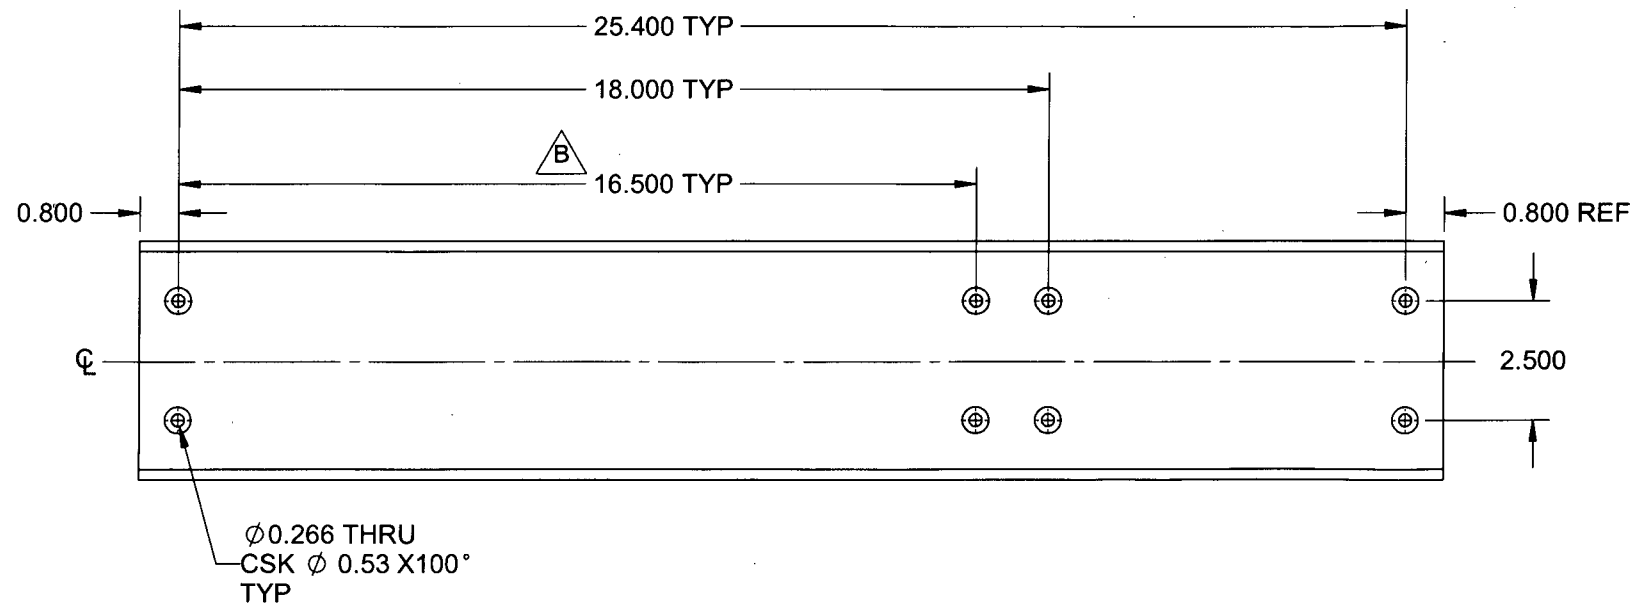 25.400 TYP
18.000 TYP
B
16.500 TYP
0.800
0.800 REF
℄
2.500
⌀0.266 THRU
CSK ⌀ 0.53 X100°
TYP